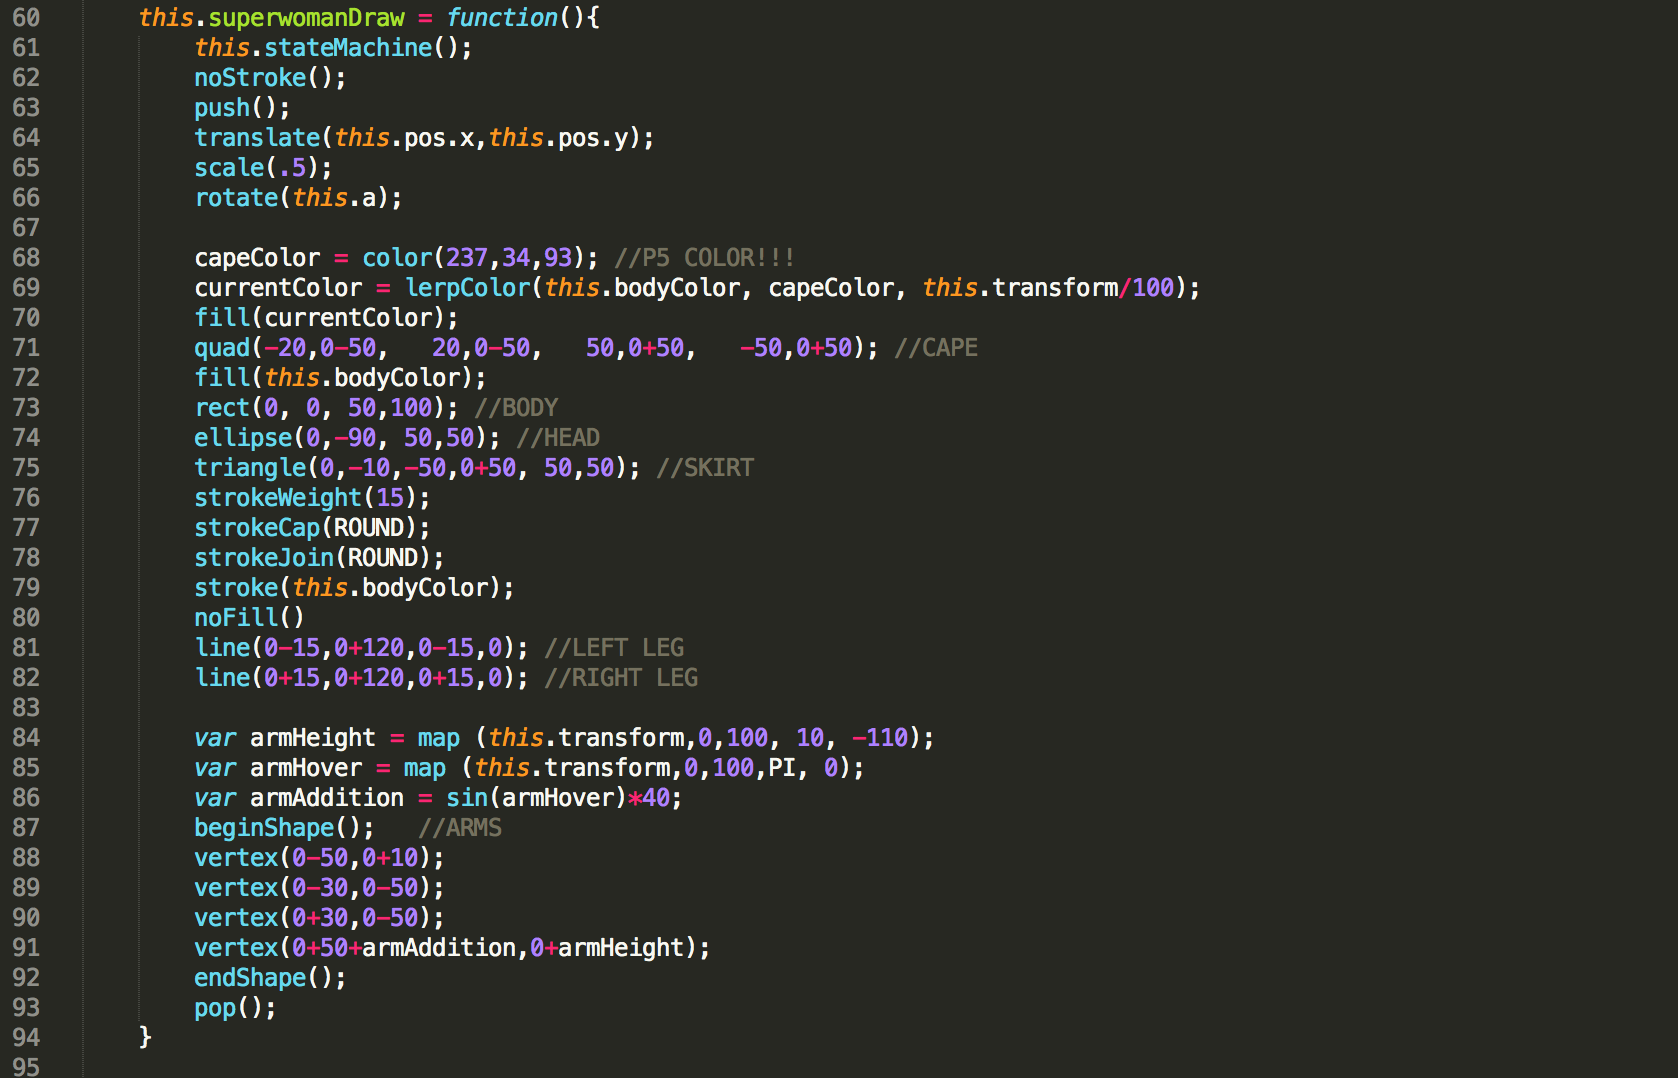 60 this.superwomanDraw = function(){
61 this.stateMachine();
62 noStroke();
63 push();
64 translate(this.pos.x,this.pos.y);
65 scale(.5);
66 rotate(this.a);
67
68 capeColor = color(237,34,93); //P5 COLOR!!!
69 currentColor = lerpColor(this.bodyColor, capeColor, this.transform/100);
70 fill(currentColor);
71 quad(-20,0-50,   20,0-50,   50,0+50,   -50,0+50); //CAPE
72 fill(this.bodyColor);
73 rect(0, 0, 50,100); //BODY
74 ellipse(0,-90, 50,50); //HEAD
75 triangle(0,-10,-50,0+50, 50,50); //SKIRT
76 strokeWeight(15);
77 strokeCap(ROUND);
78 strokeJoin(ROUND);
79 stroke(this.bodyColor);
80 noFill()
81 line(0-15,0+120,0-15,0); //LEFT LEG
82 line(0+15,0+120,0+15,0); //RIGHT LEG
83
84 var armHeight = map (this.transform,0,100, 10, -110);
85 var armHover = map (this.transform,0,100,PI, 0);
86 var armAddition = sin(armHover)*40;
87 beginShape();   //ARMS
88 vertex(0-50,0+10);
89 vertex(0-30,0-50);
90 vertex(0+30,0-50);
91 vertex(0+50+armAddition,0+armHeight);
92 endShape();
93 pop();
94 }
95